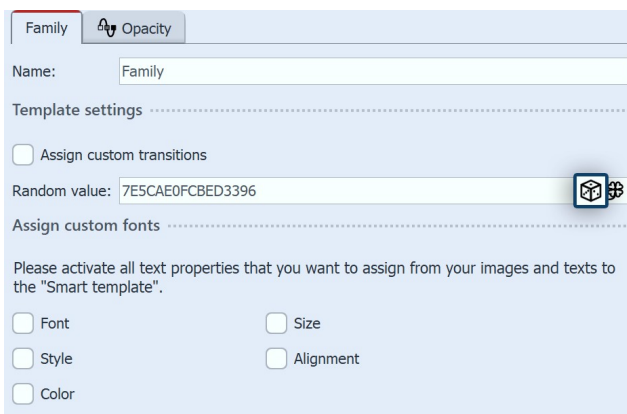 Family
Opacity
Name: Family
Template settings
Assign custom transitions
Random value: 7E5CAE0FCBED3396
Assign custom fonts
Please activate all text properties that you want to assign from your images and texts to
the "Smart template".
Font
Size
Style
Alignment
Color